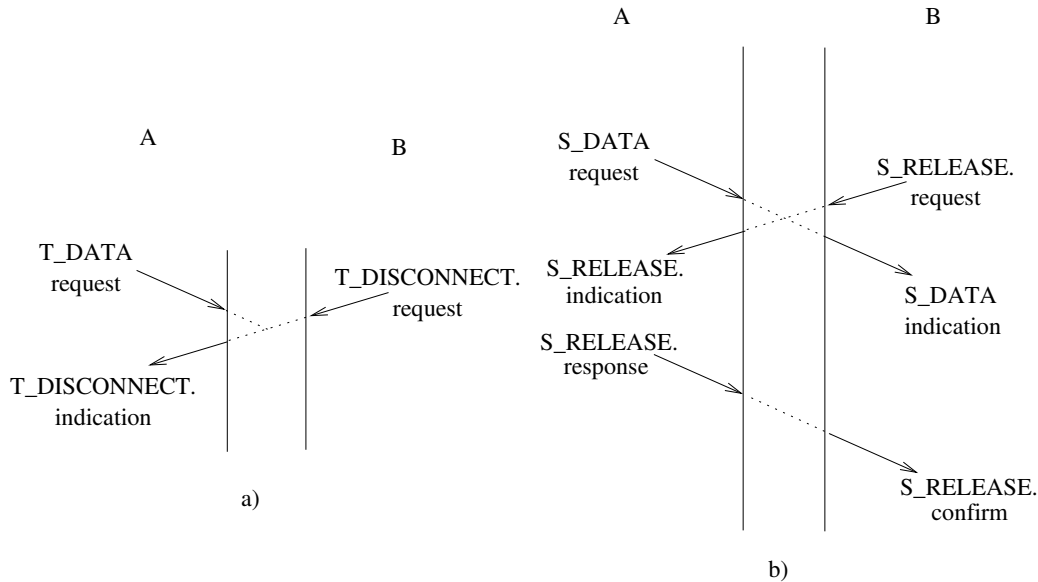 A
B
T_DATA
request
T_DISCONNECT.
request
T_DISCONNECT.
indication
a)
A
B
S_DATA
request
S_RELEASE.
request
S_RELEASE.
indication
S_DATA
indication
S_RELEASE.
response
S_RELEASE.
confirm
b)